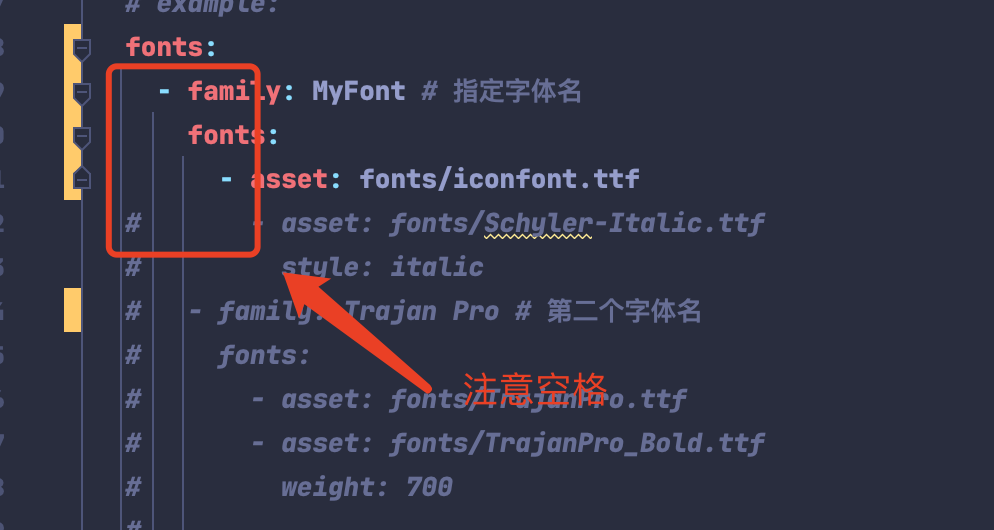 # example:
fonts:
- family: MyFont # 指定字体名
fonts:
- asset: fonts/iconfont.ttf
# - asset: fonts/Schyler-Italic.ttf
# style: italic
# - family: Trajan Pro # 第二个字体名
# fonts:
注意空格
# - asset: fonts/TrajanPro.ttf
# - asset: fonts/TrajanPro_Bold.ttf
# weight: 700
#